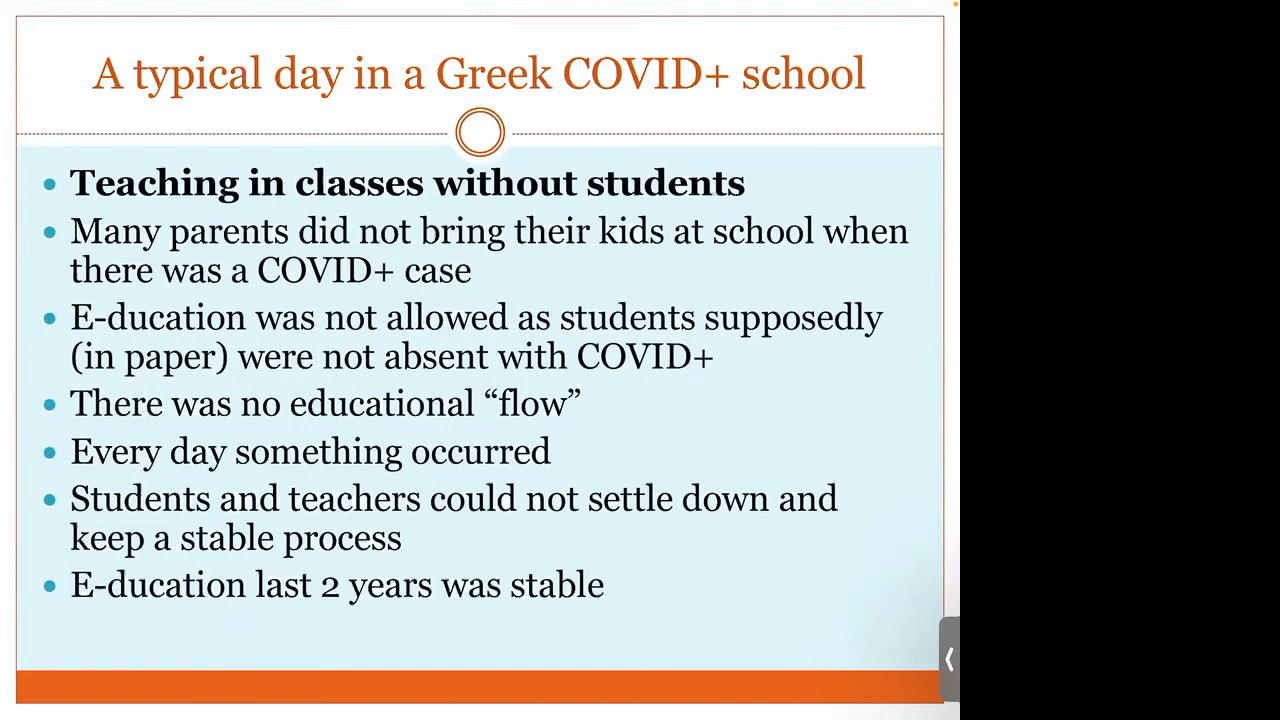 A typical day in a Greek COVID+ school
• Teaching in classes without students
• Many parents did not bring their kids at school when
there was a COVID+ case
• E-ducation was not allowed as students supposedly
(in paper) were not absent with COVID+
• There was no educational “flow”
• Every day something occurred
• Students and teachers could not settle down and
keep a stable process
• E-ducation last 2 years was stable